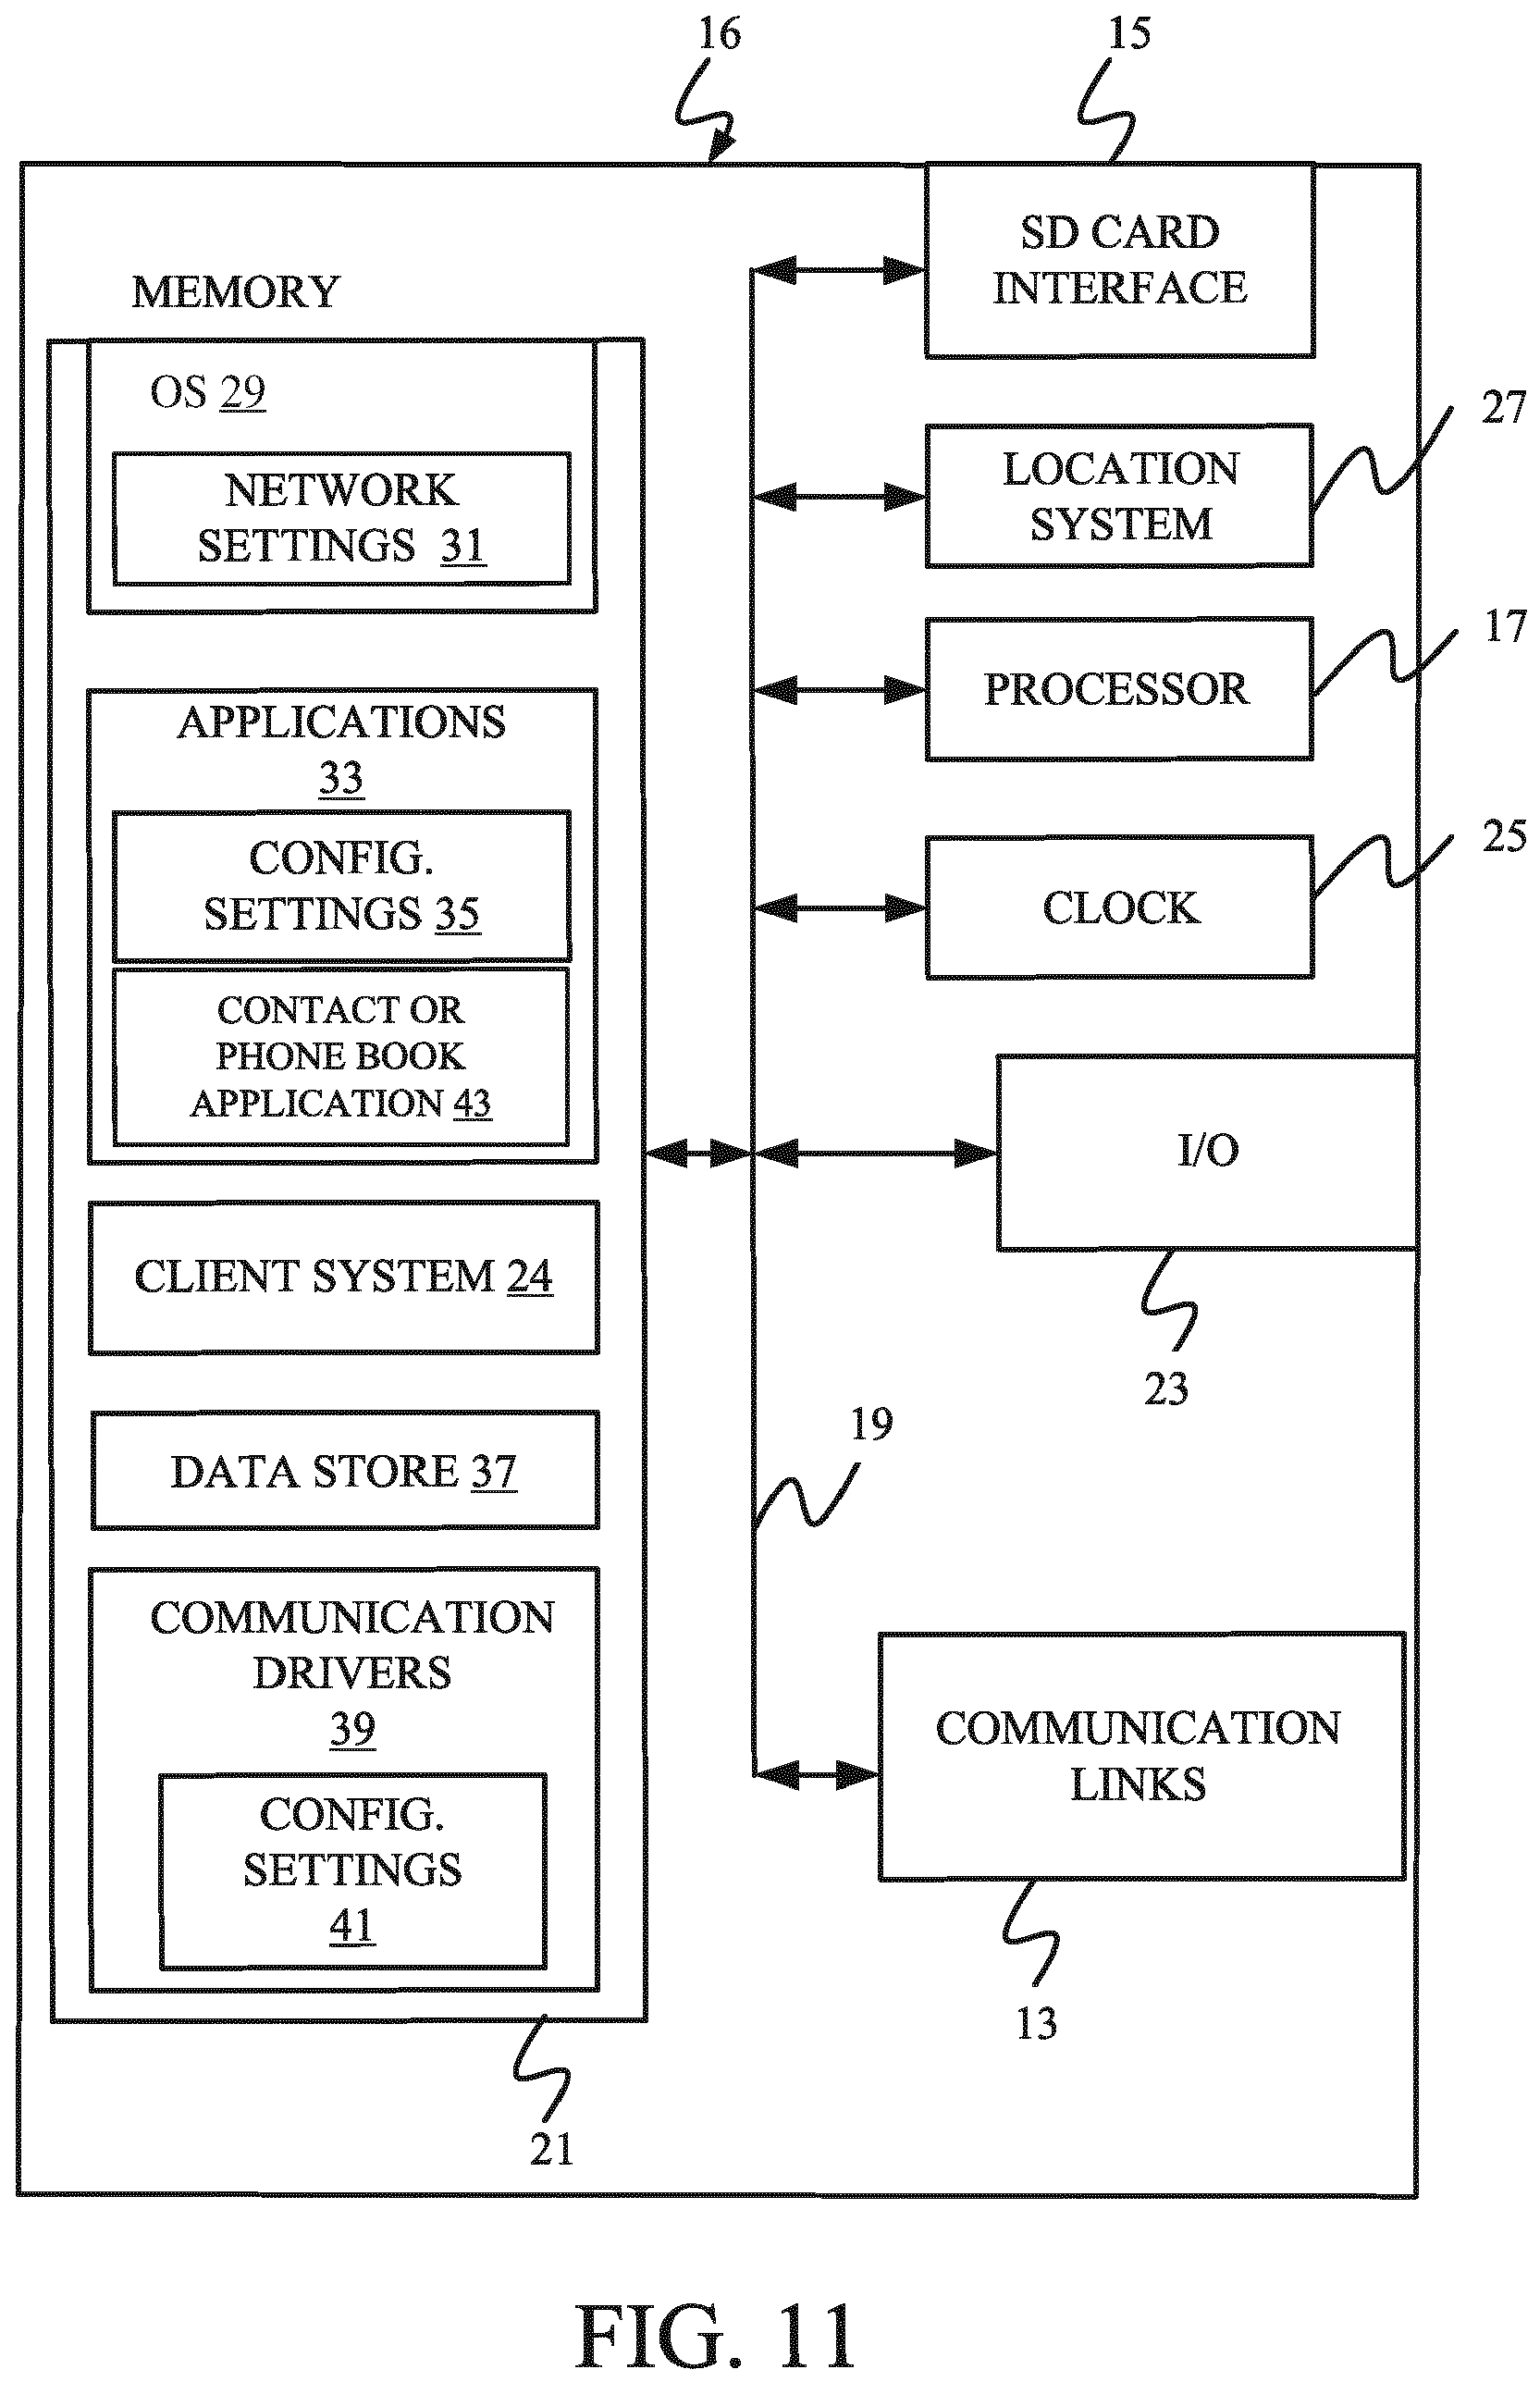 16
15
SD CARD
INTERFACE
MEMORY
OS 29
NETWORK
SETTINGS 31
APPLICATIONS
33
CONFIG.
SETTINGS 35
CONTACT OR
PHONE BOOK
APPLICATION 43
CLIENT SYSTEM 24
DATA STORE 37
COMMUNICATION
DRIVERS
39
CONFIG.
SETTINGS
41
21
27
LOCATION
SYSTEM
17
PROCESSOR
25
CLOCK
I/O
23
19
COMMUNICATION
LINKS
13
FIG. 11